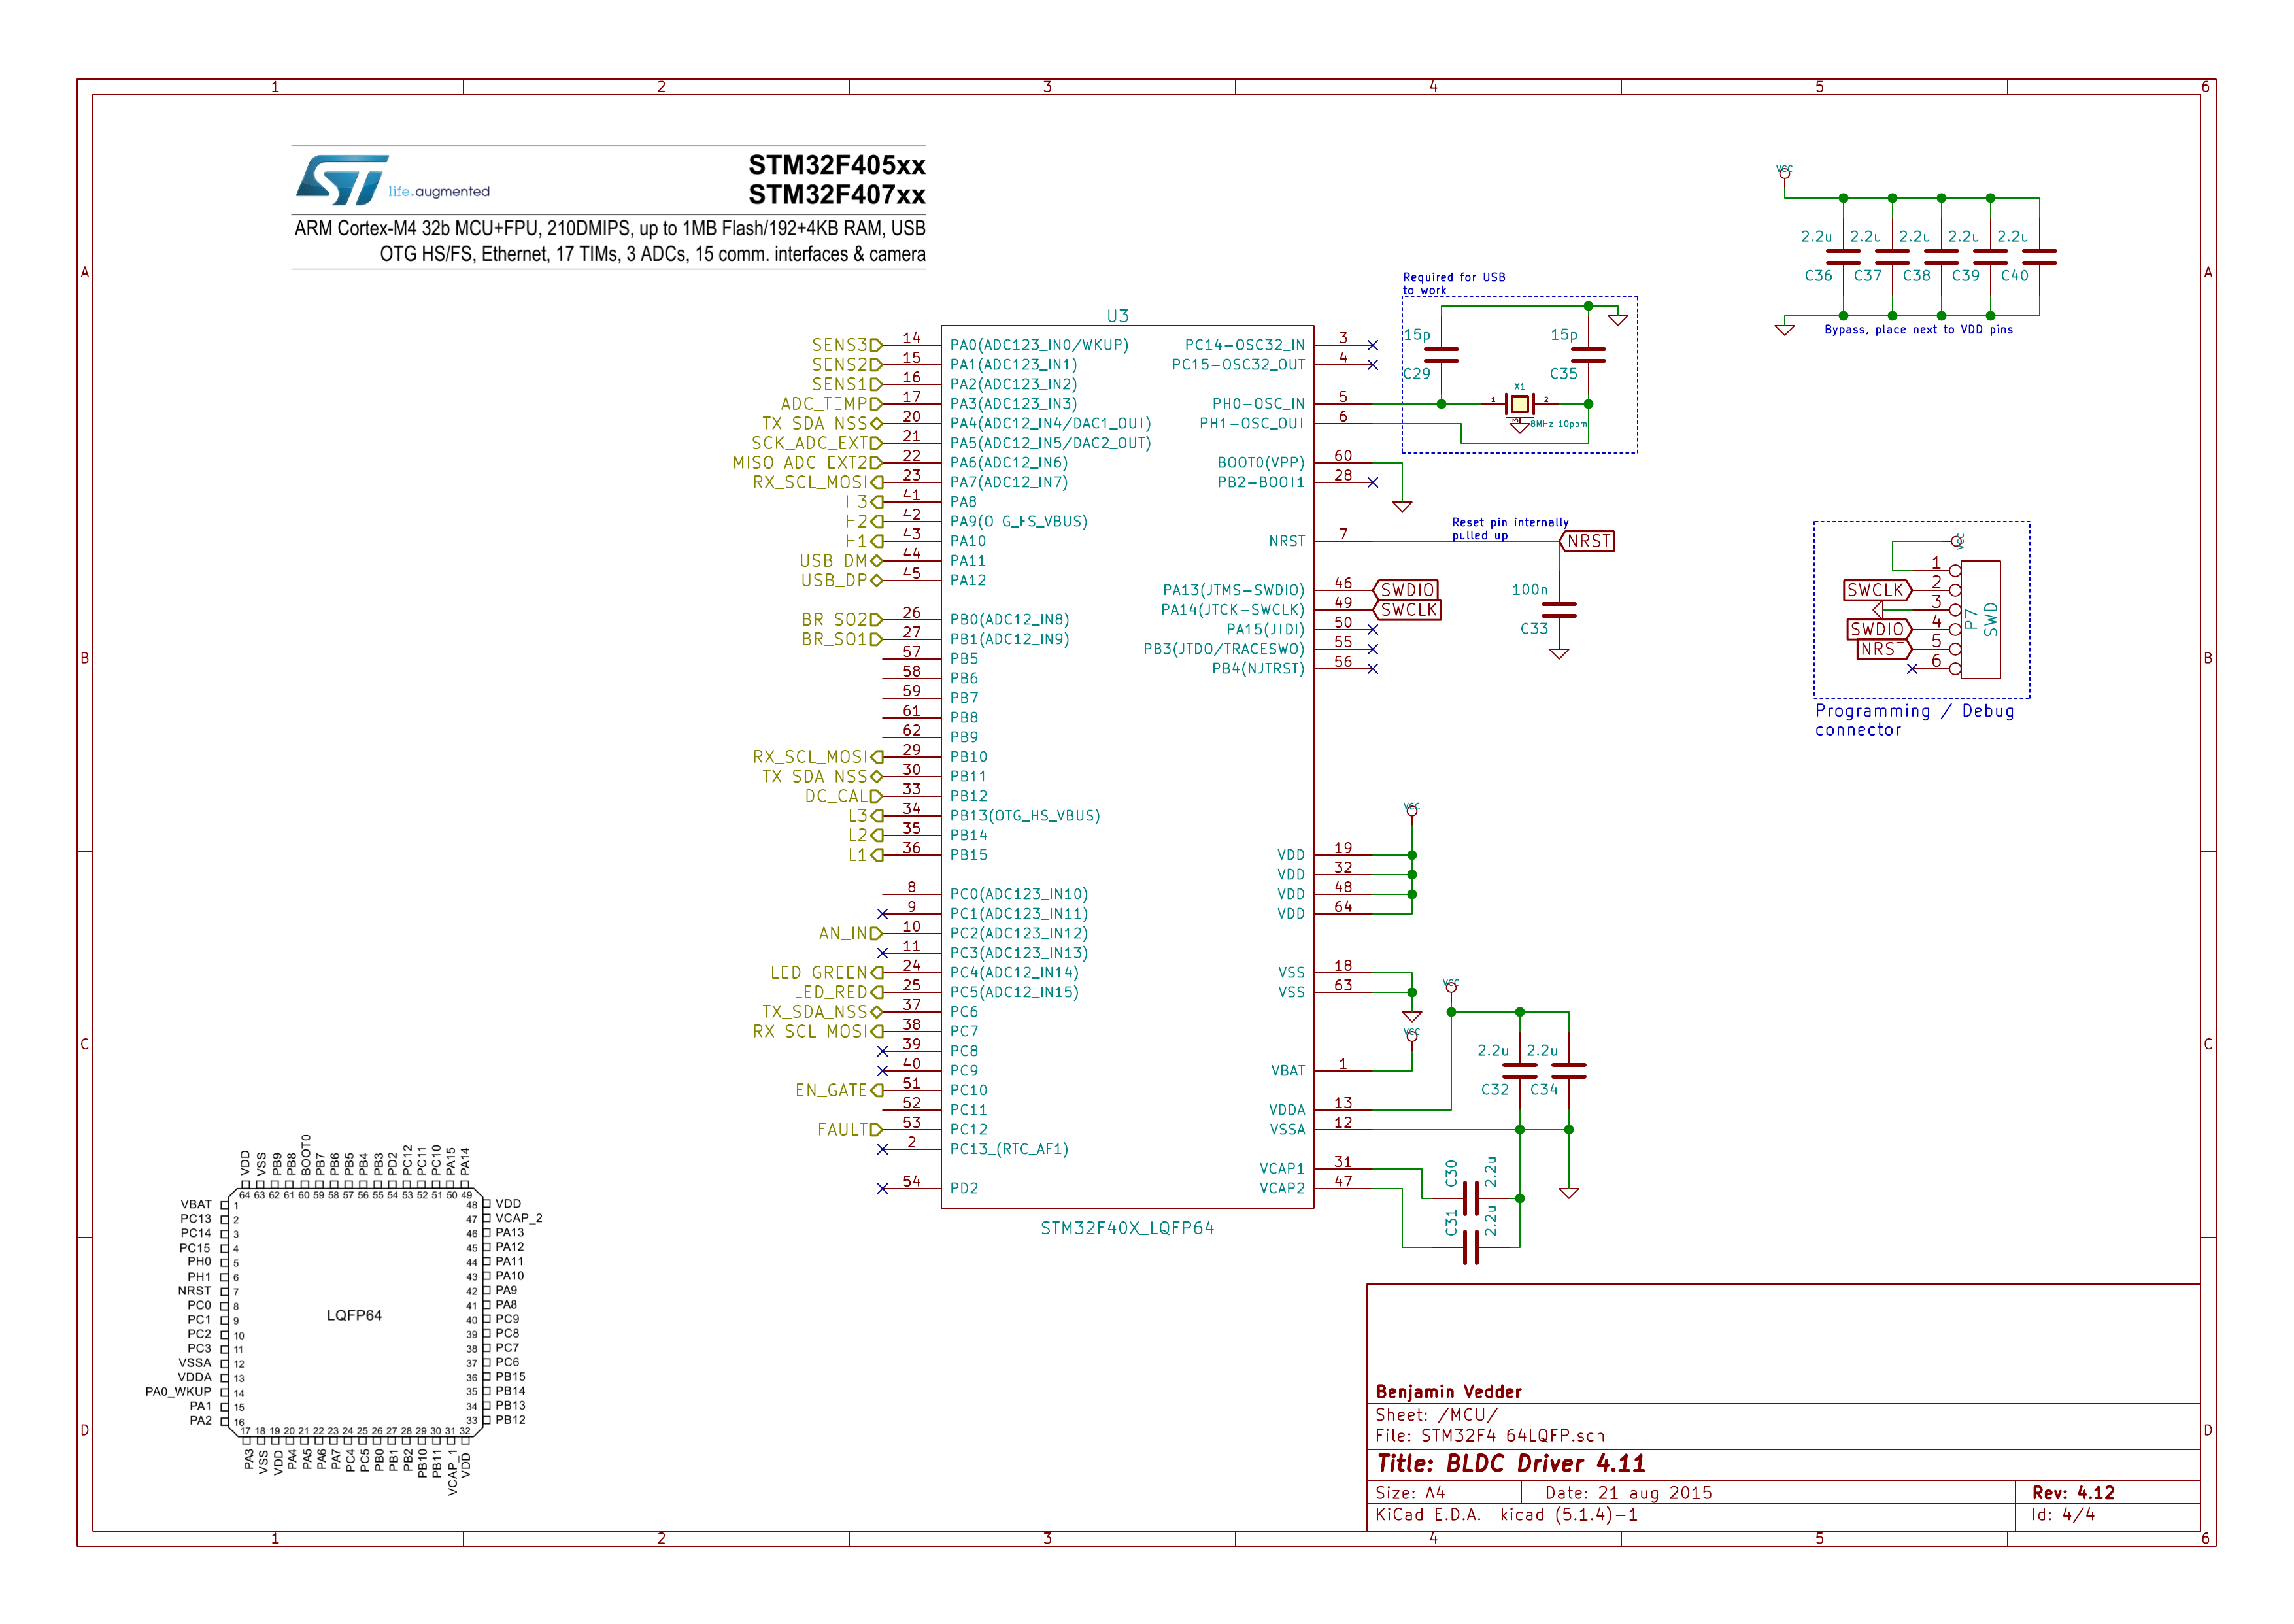 1 2 3 4 5 6
A
B
C
D
life.augmented
STM32F405xx
STM32F407xx
ARM Cortex-M4 32b MCU+FPU, 210DMIPS, up to 1MB Flash/192+4KB RAM, USB
OTG HS/FS, Ethernet, 17 TIMs, 3 ADCs, 15 comm. interfaces & camera
U3
SENS3 14 PA0(ADC123_IN0/WKUP)
SENS2 15 PA1(ADC123_IN1)
SENS1 16 PA2(ADC123_IN2)
ADC_TEMP 17 PA3(ADC123_IN3)
TX_SDA_NSS 20 PA4(ADC12_IN4/DAC1_OUT)
SCK_ADC_EXT 21 PA5(ADC12_IN5/DAC2_OUT)
MISO_ADC_EXT2 22 PA6(ADC12_IN6)
RX_SCL_MOSI 23 PA7(ADC12_IN7)
H3 41 PA8
H2 42 PA9(OTG_FS_VBUS)
H1 43 PA10
USB_DM 44 PA11
USB_DP 45 PA12
BR_SO2 26 PB0(ADC12_IN8)
BR_SO1 27 PB1(ADC12_IN9)
57 PB5
58 PB6
59 PB7
61 PB8
62 PB9
RX_SCL_MOSI 29 PB10
TX_SDA_NSS 30 PB11
DC_CAL 33 PB12
L3 34 PB13(OTG_HS_VBUS)
L2 35 PB14
L1 36 PB15
8 PC0(ADC123_IN10)
9 PC1(ADC123_IN11)
AN_IN 10 PC2(ADC123_IN12)
11 PC3(ADC123_IN13)
LED_GREEN 24 PC4(ADC12_IN14)
LED_RED 25 PC5(ADC12_IN15)
TX_SDA_NSS 37 PC6
RX_SCL_MOSI 38 PC7
39 PC8
40 PC9
EN_GATE 51 PC10
52 PC11
FAULT 53 PC12
2 PC13_(RTC_AF1)
54 PD2
STM32F40X_LQFP64
PC14-OSC32_IN 3
PC15-OSC32_OUT 4
PH0-OSC_IN 5
PH1-OSC_OUT 6
BOOT0(VPP) 60
PB2-BOOT1 28
NRST 7
PA13(JTMS-SWDIO) 46 SWDIO
PA14(JTCK-SWCLK) 49 SWCLK
PA15(JTDI) 50
PB3(JTDO/TRACESWO) 55
PB4(NJTRST) 56
VDD 19
VDD 32
VDD 48
VDD 64
VSS 18
VSS 63
VBAT 1
VDDA 13
VSSA 12
VCAP1 31
VCAP2 47
Required for USB
to work
15p 15p
C29 C35
X1
1 2
8MHz 10ppm
Reset pin internally
pulled up
NRST
100n
C33
VCC
VCC
VCC
2.2u 2.2u
C32 C34
C30 2.2u
C31 2.2u
VCC
2.2u 2.2u 2.2u 2.2u 2.2u
C36 C37 C38 C39 C40
Bypass, place next to VDD pins
VCC
1
SWCLK 2
3
SWDIO 4
NRST 5
6
P7
SWD
Programming / Debug
connector
VDD VSS PB9 PB8 BOOT0 PB7 PB6 PB5 PB4 PB3 PD2 PC12 PC11 PC10 PA15 PA14
64 63 62 61 60 59 58 57 56 55 54 53 52 51 50 49
VBAT 1 48 VDD
PC13 2 47 VCAP_2
PC14 3 46 PA13
PC15 4 45 PA12
PH0 5 44 PA11
PH1 6 43 PA10
NRST 7 42 PA9
PC0 8 41 PA8
PC1 9 40 PC9
PC2 10 39 PC8
PC3 11 38 PC7
VSSA 12 37 PC6
VDDA 13 36 PB15
PA0_WKUP 14 35 PB14
PA1 15 34 PB13
PA2 16 33 PB12
LQFP64
17 18 19 20 21 22 23 24 25 26 27 28 29 30 31 32
PA3 VSS VDD PA4 PA5 PA6 PA7 PC4 PC5 PB0 PB1 PB2 PB10 PB11 VCAP_1 VDD
Benjamin Vedder
Sheet: /MCU/
File: STM32F4 64LQFP.sch
Title: BLDC Driver 4.11
Size: A4 Date: 21 aug 2015 Rev: 4.12
KiCad E.D.A. kicad (5.1.4)-1 Id: 4/4
A
B
C
D
1 2 3 4 5 6